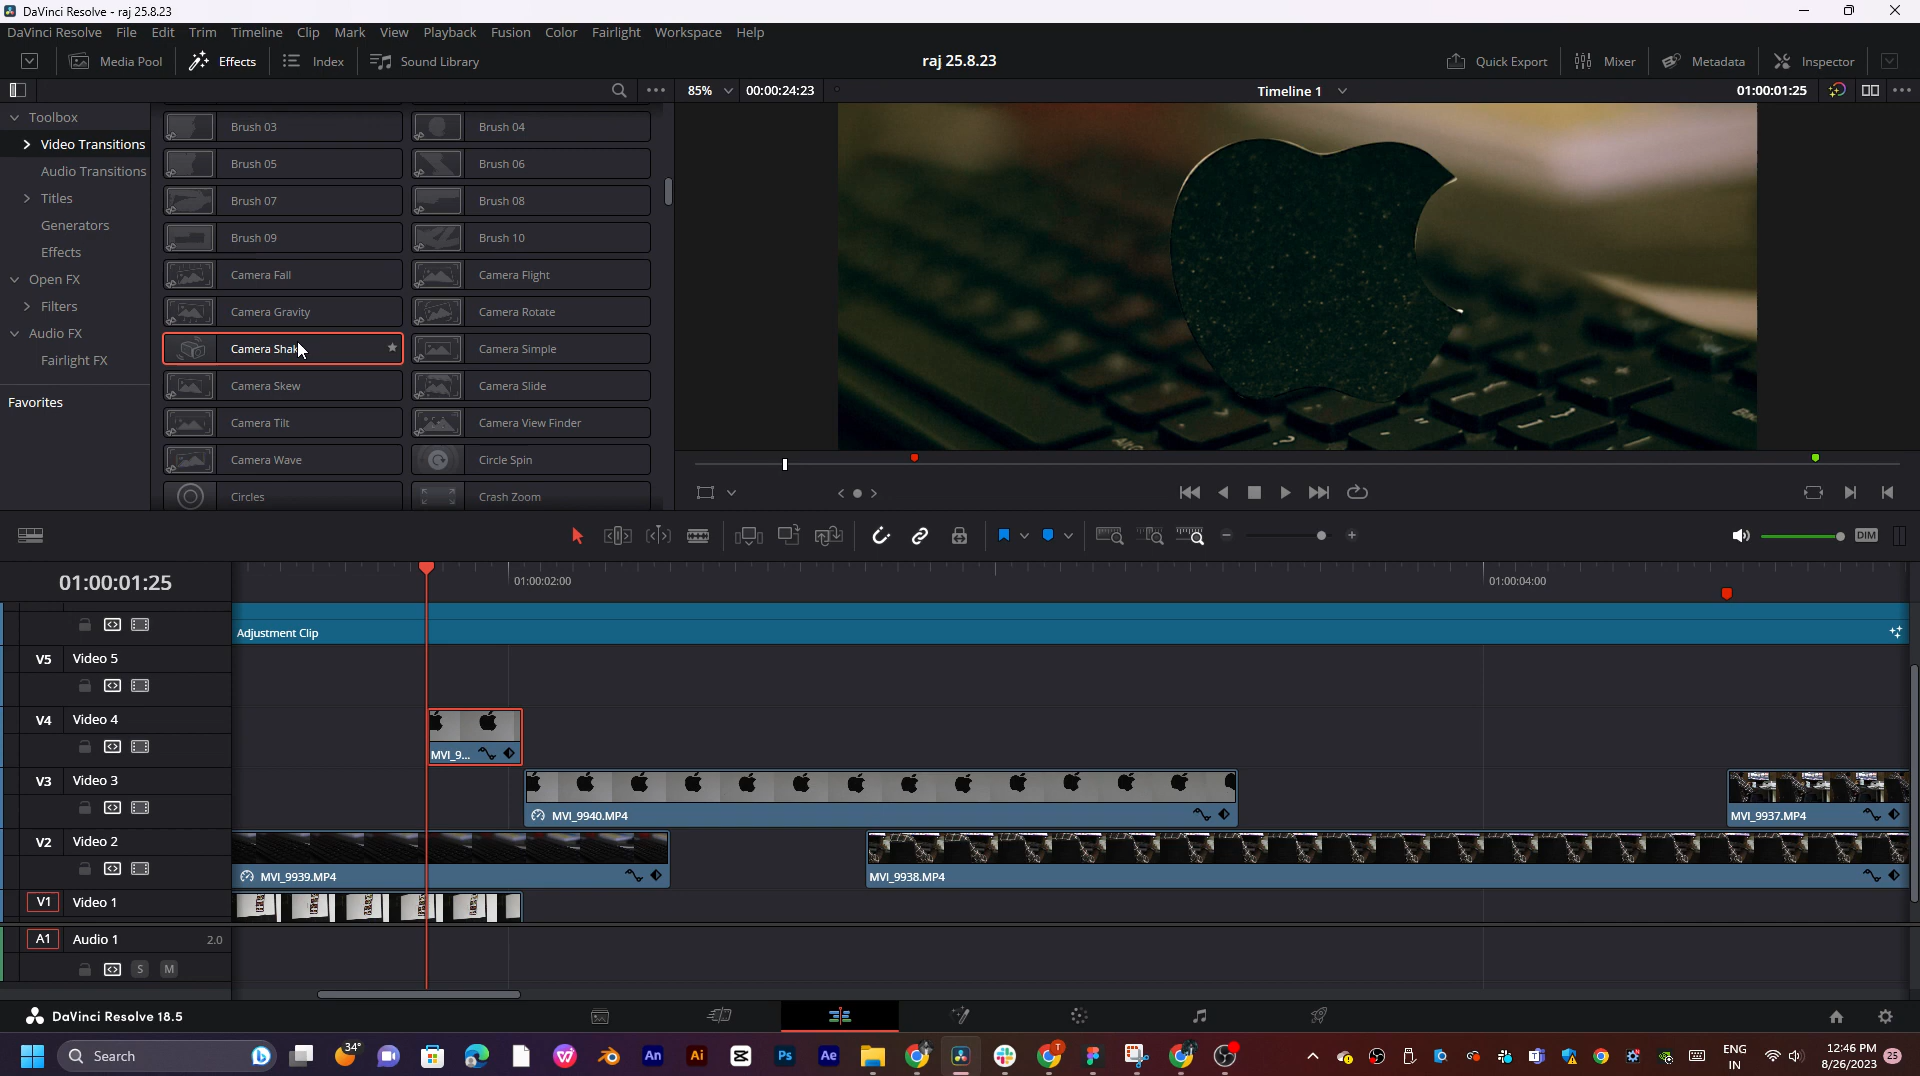 DaVinci Resolve - raj 25.8.23
DaVinci Resolve File Edit Trim Timeline Clip Mark View Playback Fusion Color Fairlight Workspace Help
Media Pool Effects Index Sound Library raj 25.8.23 Quick Export Mixer Metadata Inspector
85% 00:00:24:23 Timeline 1 01:00:01:25
Toolbox
Video Transitions
Audio Transitions
Titles
Generators
Effects
Open FX
Filters
Audio FX
Fairlight FX
Favorites
Brush 03 Brush 04
Brush 05 Brush 06
Brush 07 Brush 08
Brush 09 Brush 10
Camera Fall Camera Flight
Camera Gravity Camera Rotate
Camera Shak Camera Simple
Camera Skew Camera Slide
Camera Tilt Camera View Finder
Camera Wave Circle Spin
Circles Crash Zoom
DIM
01:00:01:25 01:00:02:00 01:00:04:00
Adjustment Clip
V5 Video 5
V4 Video 4
MVI_9...
V3 Video 3
MVI_9940.MP4 MVI_9937.MP4
V2 Video 2
MVI_9939.MP4 MVI_9938.MP4
V1 Video 1
A1 Audio 1 2.0
S M
DaVinci Resolve 18.5
Search 34° An Ai Ps Ae ENG IN 12:46 PM 8/26/2023 25